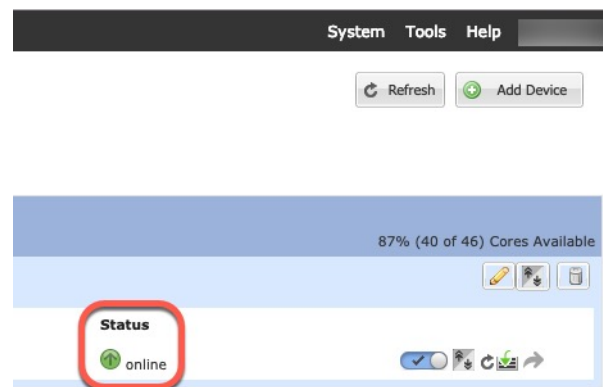 System Tools Help
Refresh Add Device
87% (40 of 46) Cores Available
Status
online